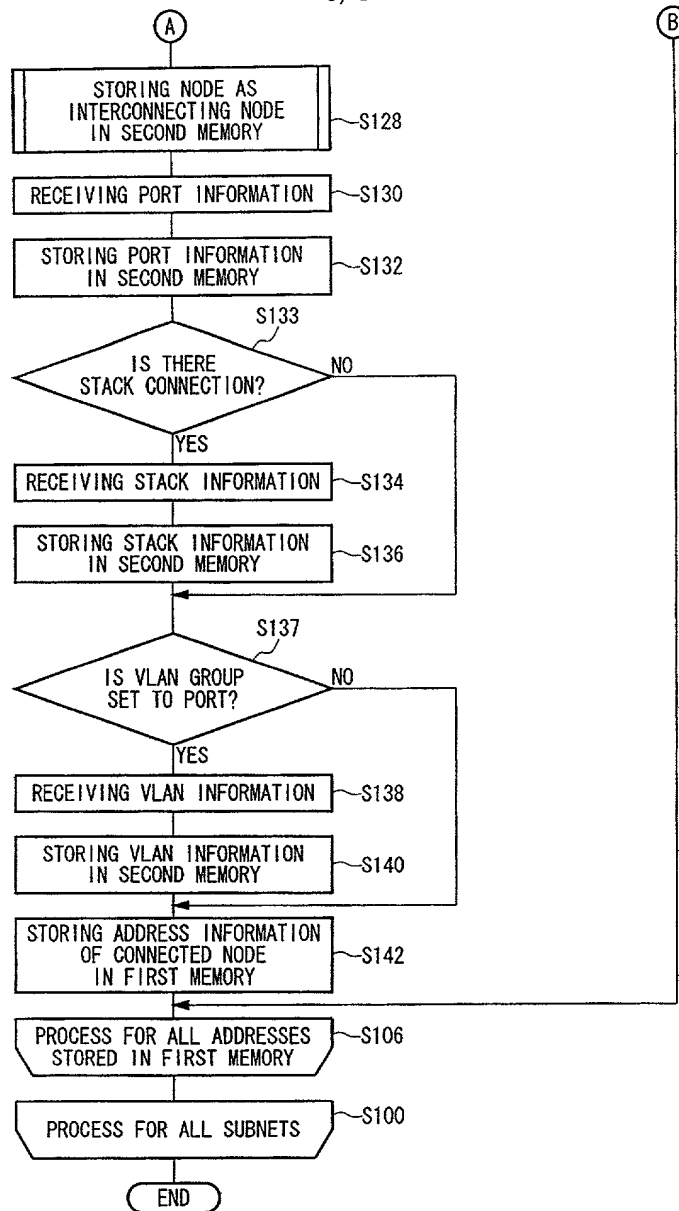 A
B
STORING NODE AS
INTERCONNECTING NODE
IN SECOND MEMORY
S128
RECEIVING PORT INFORMATION
S130
STORING PORT INFORMATION
IN SECOND MEMORY
S132
S133
IS THERE
STACK CONNECTION?
NO
YES
RECEIVING STACK INFORMATION
S134
STORING STACK INFORMATION
IN SECOND MEMORY
S136
S137
IS VLAN GROUP
SET TO PORT?
NO
YES
RECEIVING VLAN INFORMATION
S138
STORING VLAN INFORMATION
IN SECOND MEMORY
S140
STORING ADDRESS INFORMATION
OF CONNECTED NODE
IN FIRST MEMORY
S142
PROCESS FOR ALL ADDRESSES
STORED IN FIRST MEMORY
S106
PROCESS FOR ALL SUBNETS
S100
END